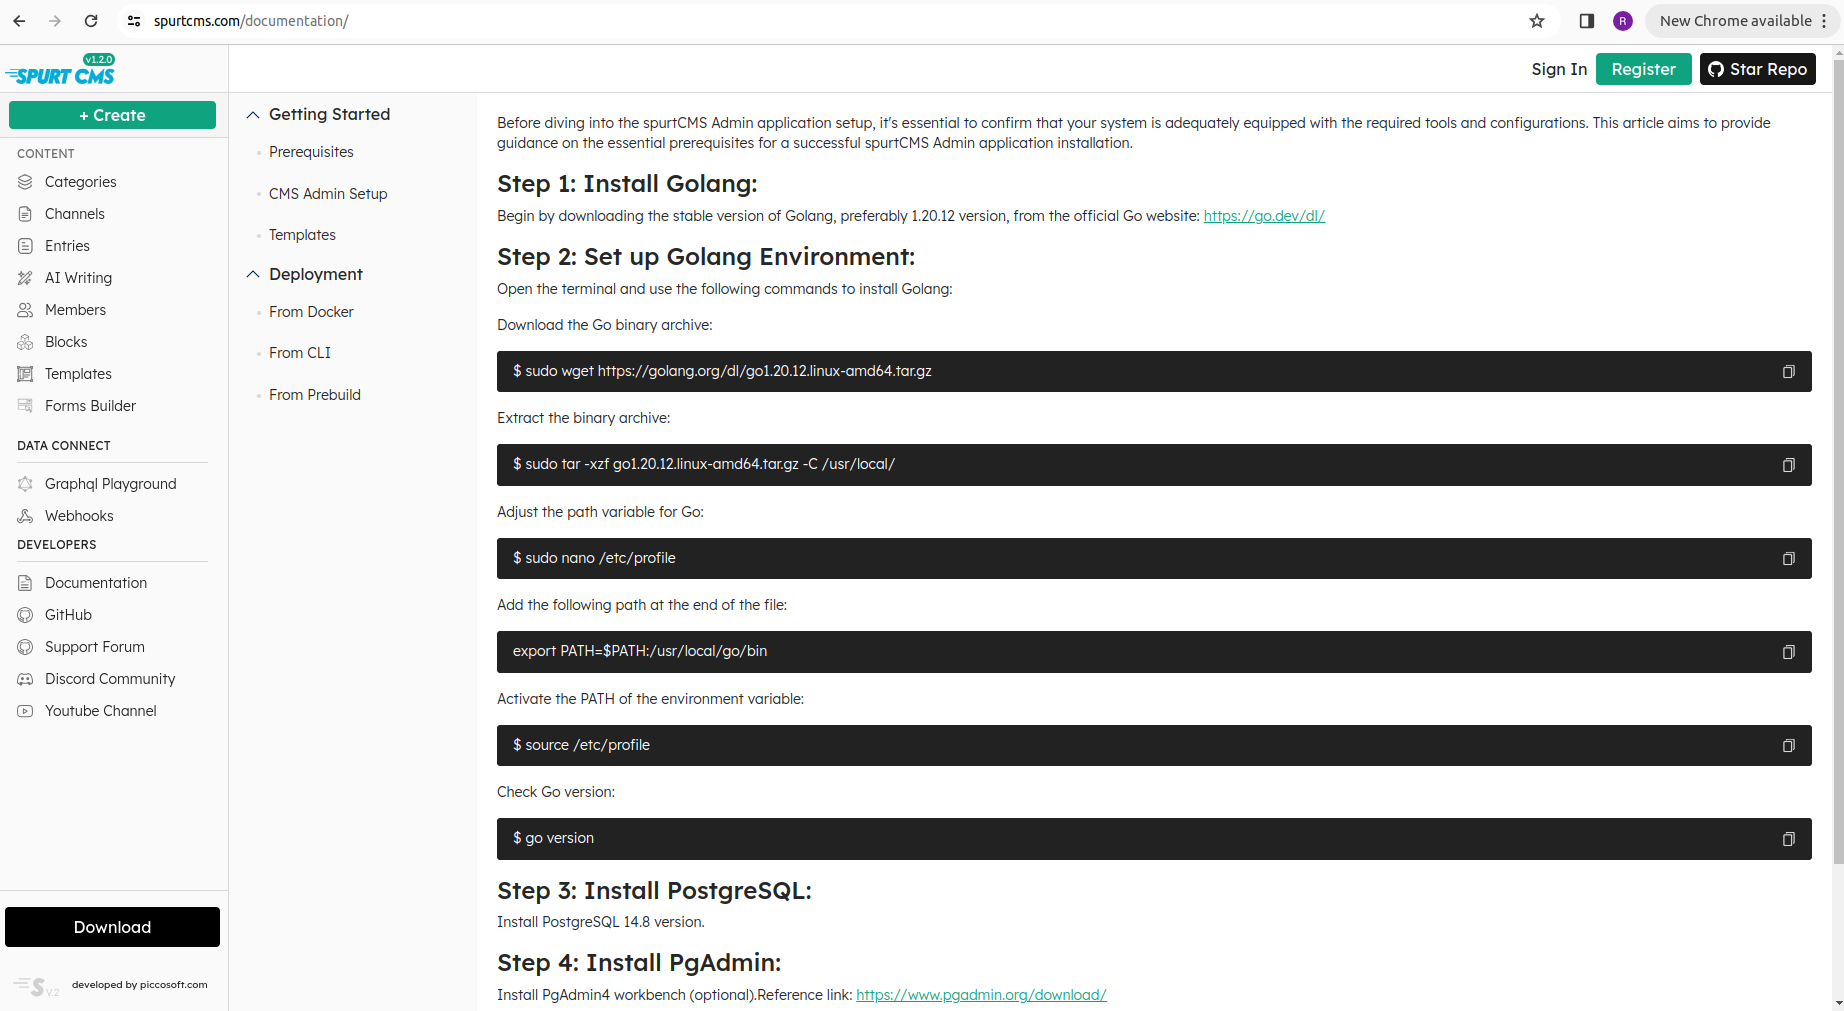 spurtcms.com/documentation/
R
New Chrome available
SPURT CMS
v1.2.0
Sign In
Register
Star Repo
+ Create
CONTENT
Categories
Channels
Entries
AI Writing
Members
Blocks
Templates
Forms Builder
DATA CONNECT
Graphql Playground
Webhooks
DEVELOPERS
Documentation
GitHub
Support Forum
Discord Community
Youtube Channel
Download
S V.2
developed by piccosoft.com
Getting Started
Prerequisites
CMS Admin Setup
Templates
Deployment
From Docker
From CLI
From Prebuild
Before diving into the spurtCMS Admin application setup, it's essential to confirm that your system is adequately equipped with the required tools and configurations. This article aims to provide
guidance on the essential prerequisites for a successful spurtCMS Admin application installation.
Step 1: Install Golang:
Begin by downloading the stable version of Golang, preferably 1.20.12 version, from the official Go website: https://go.dev/dl/
Step 2: Set up Golang Environment:
Open the terminal and use the following commands to install Golang:
Download the Go binary archive:
$ sudo wget https://golang.org/dl/go1.20.12.linux-amd64.tar.gz
Extract the binary archive:
$ sudo tar -xzf go1.20.12.linux-amd64.tar.gz -C /usr/local/
Adjust the path variable for Go:
$ sudo nano /etc/profile
Add the following path at the end of the file:
export PATH=$PATH:/usr/local/go/bin
Activate the PATH of the environment variable:
$ source /etc/profile
Check Go version:
$ go version
Step 3: Install PostgreSQL:
Install PostgreSQL 14.8 version.
Step 4: Install PgAdmin:
Install PgAdmin4 workbench (optional).Reference link: https://www.pgadmin.org/download/